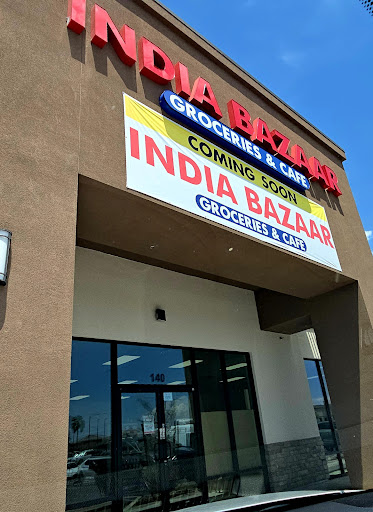 INDIA BAZAAR
GROCERIES & CAFE
COMING SOON
INDIA BAZAAR
GROCERIES & CAFE
140